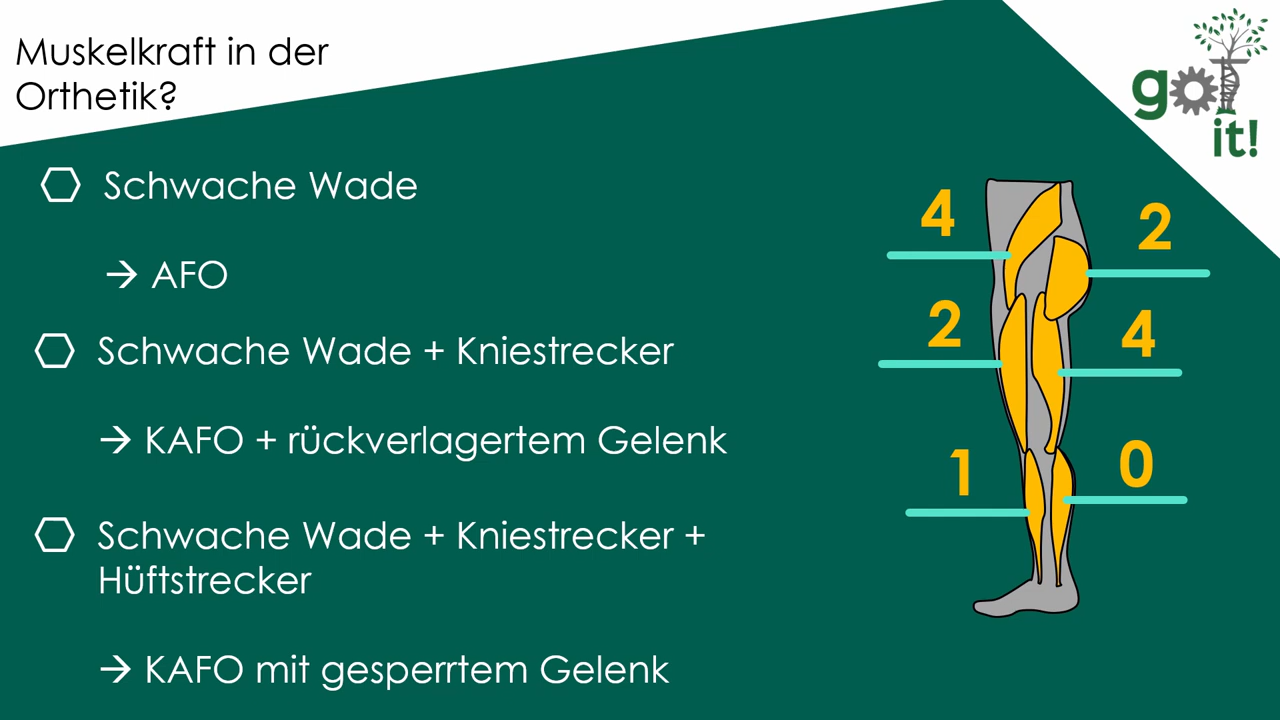 Muskelkraft in der
Orthetik?
goT
it!
Schwache Wade
→ AFO
Schwache Wade + Kniestrecker
→ KAFO + rückverlagertem Gelenk
Schwache Wade + Kniestrecker +
Hüftstrecker
→ KAFO mit gesperrtem Gelenk
4
2
2
4
1
0